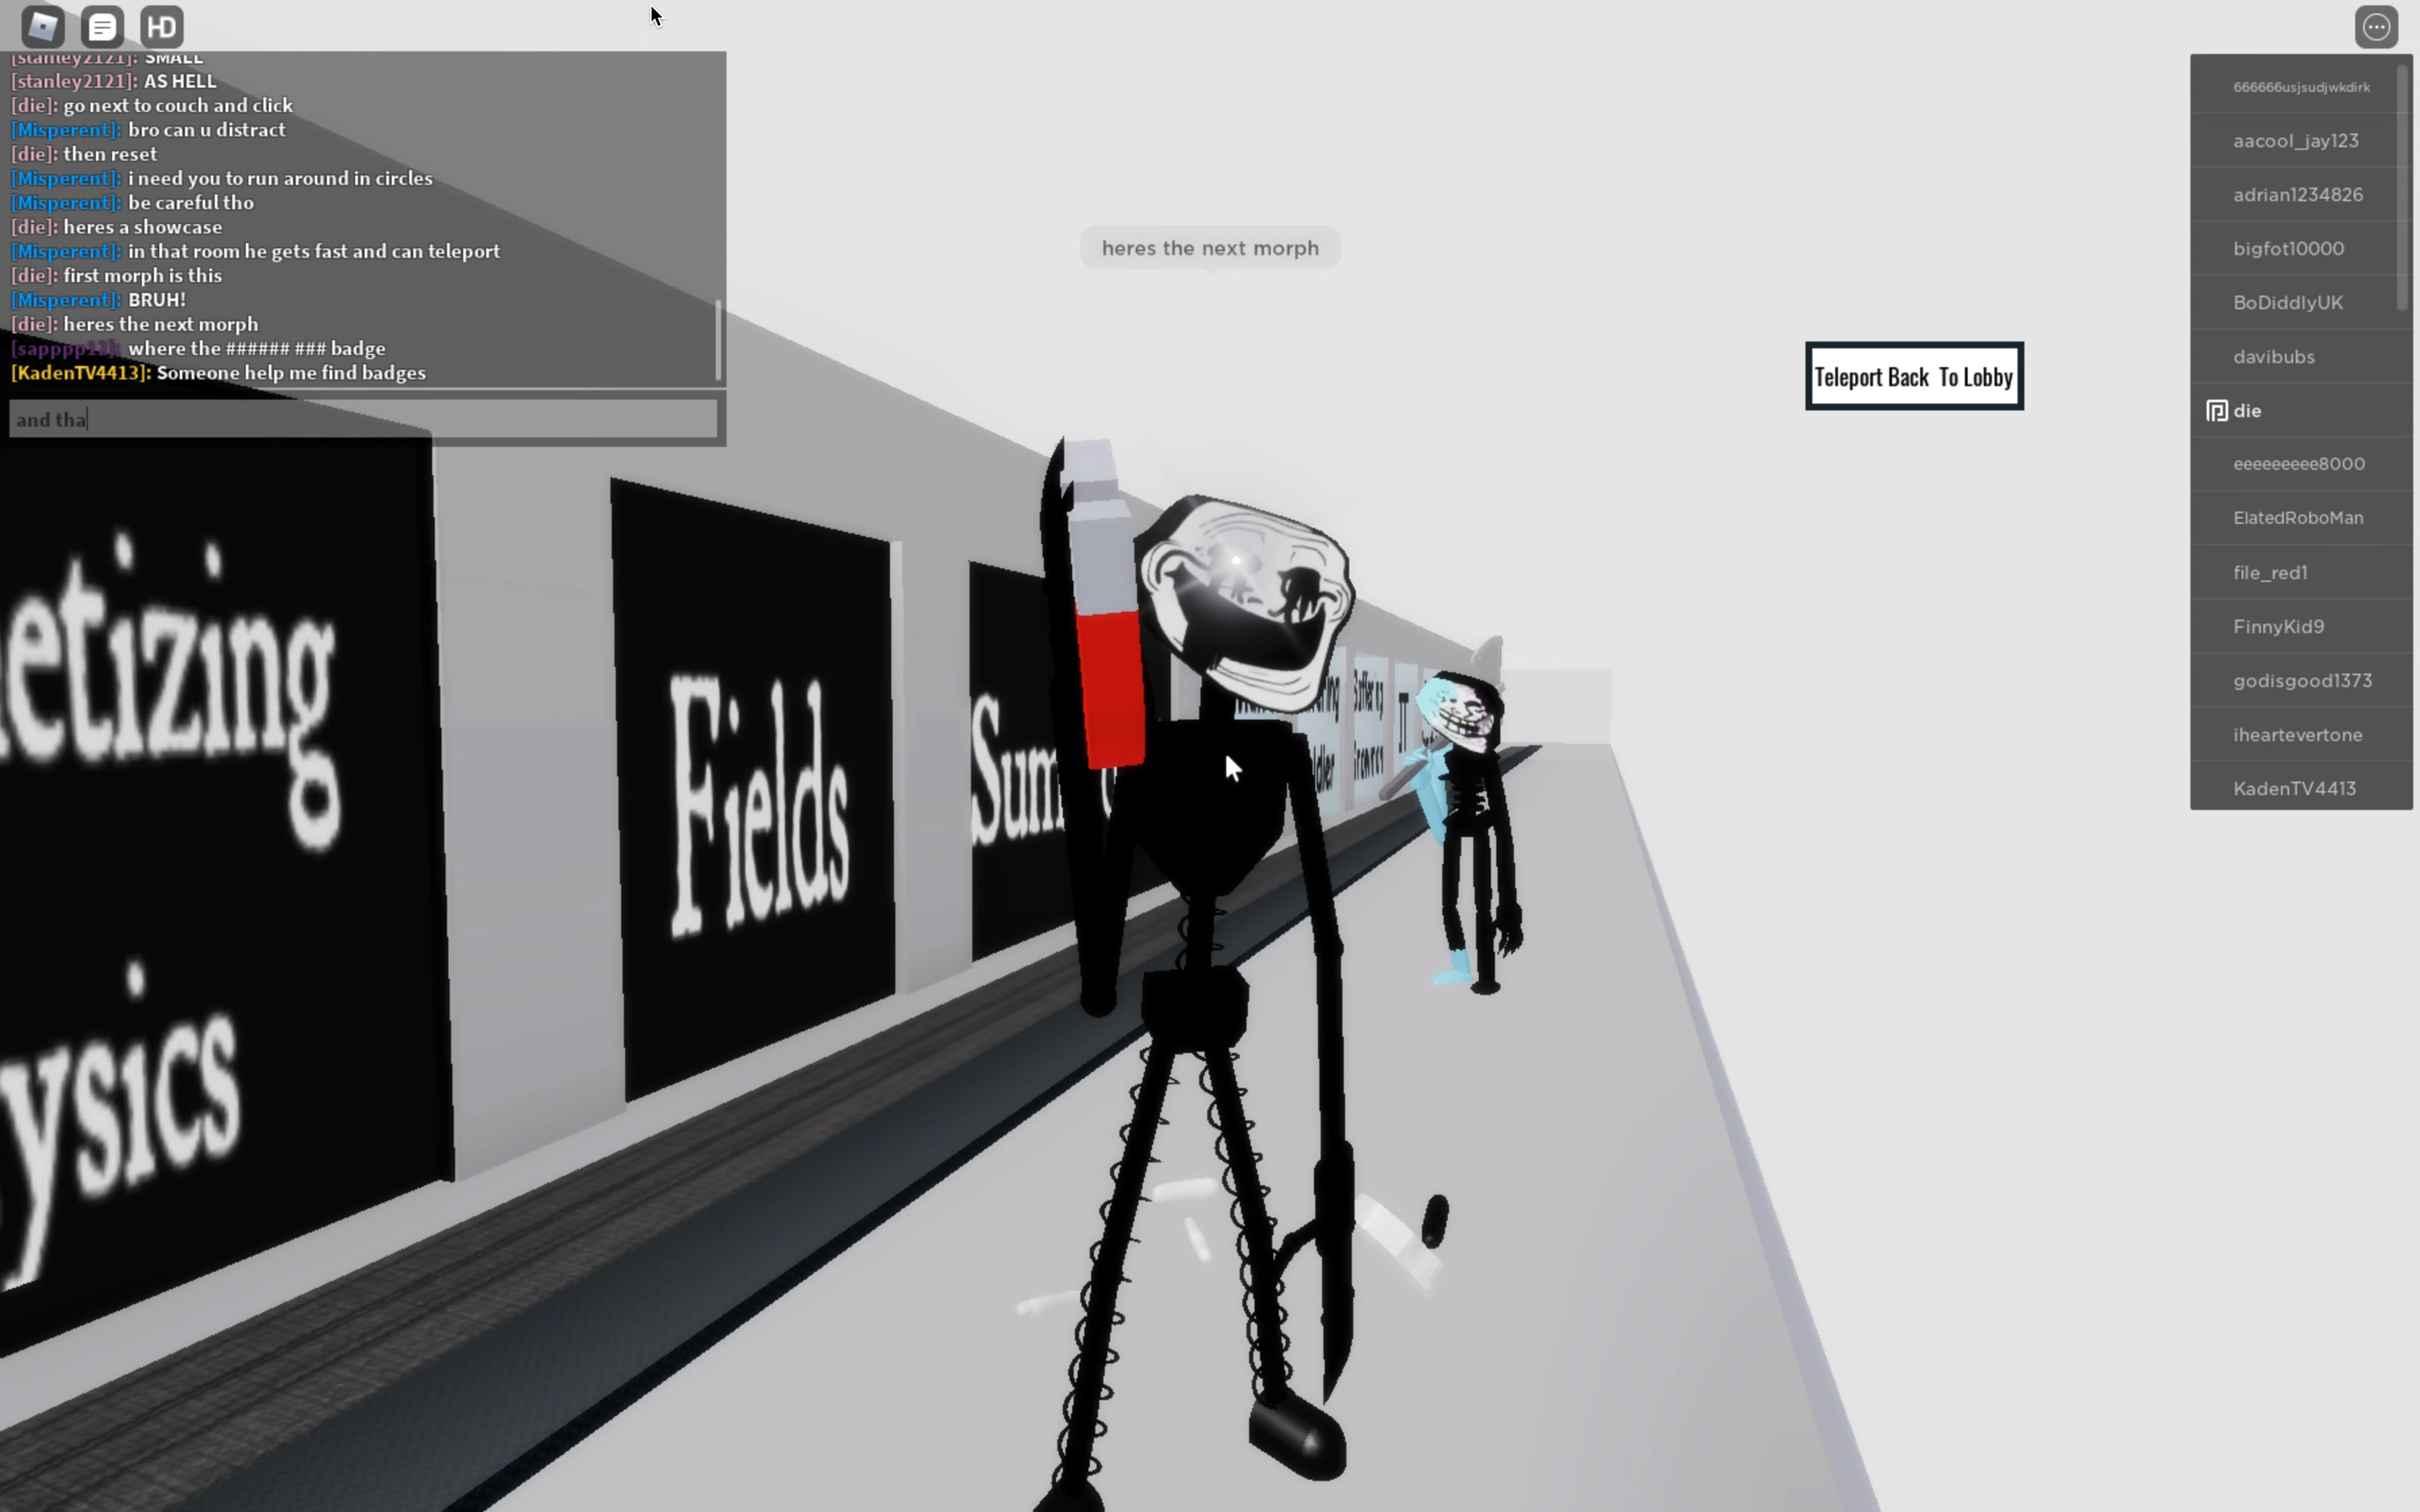 HD
[stanley2121]: SMALL
[stanley2121]: AS HELL
[die]: go next to couch and click
[Misperent]: bro can u distract
[die]: then reset
[Misperent]: i need you to run around in circles
[Misperent]: be careful tho
[die]: heres a showcase
[Misperent]: in that room he gets fast and can teleport
[die]: first morph is this
[Misperent]: BRUH!
[die]: heres the next morph
[sapppp12]: where the ###### ### badge
[KadenTV4413]: Someone help me find badges
and tha
heres the next morph
Teleport Back To Lobby
666666usjsudjwkdirk
aacool_jay123
adrian1234826
bigfot10000
BoDiddlyUK
davibubs
die
eeeeeeeee8000
ElatedRoboMan
file_red1
FinnyKid9
godisgood1373
iheartevertone
KadenTV4413
etizing
ysics
Fields
Sum